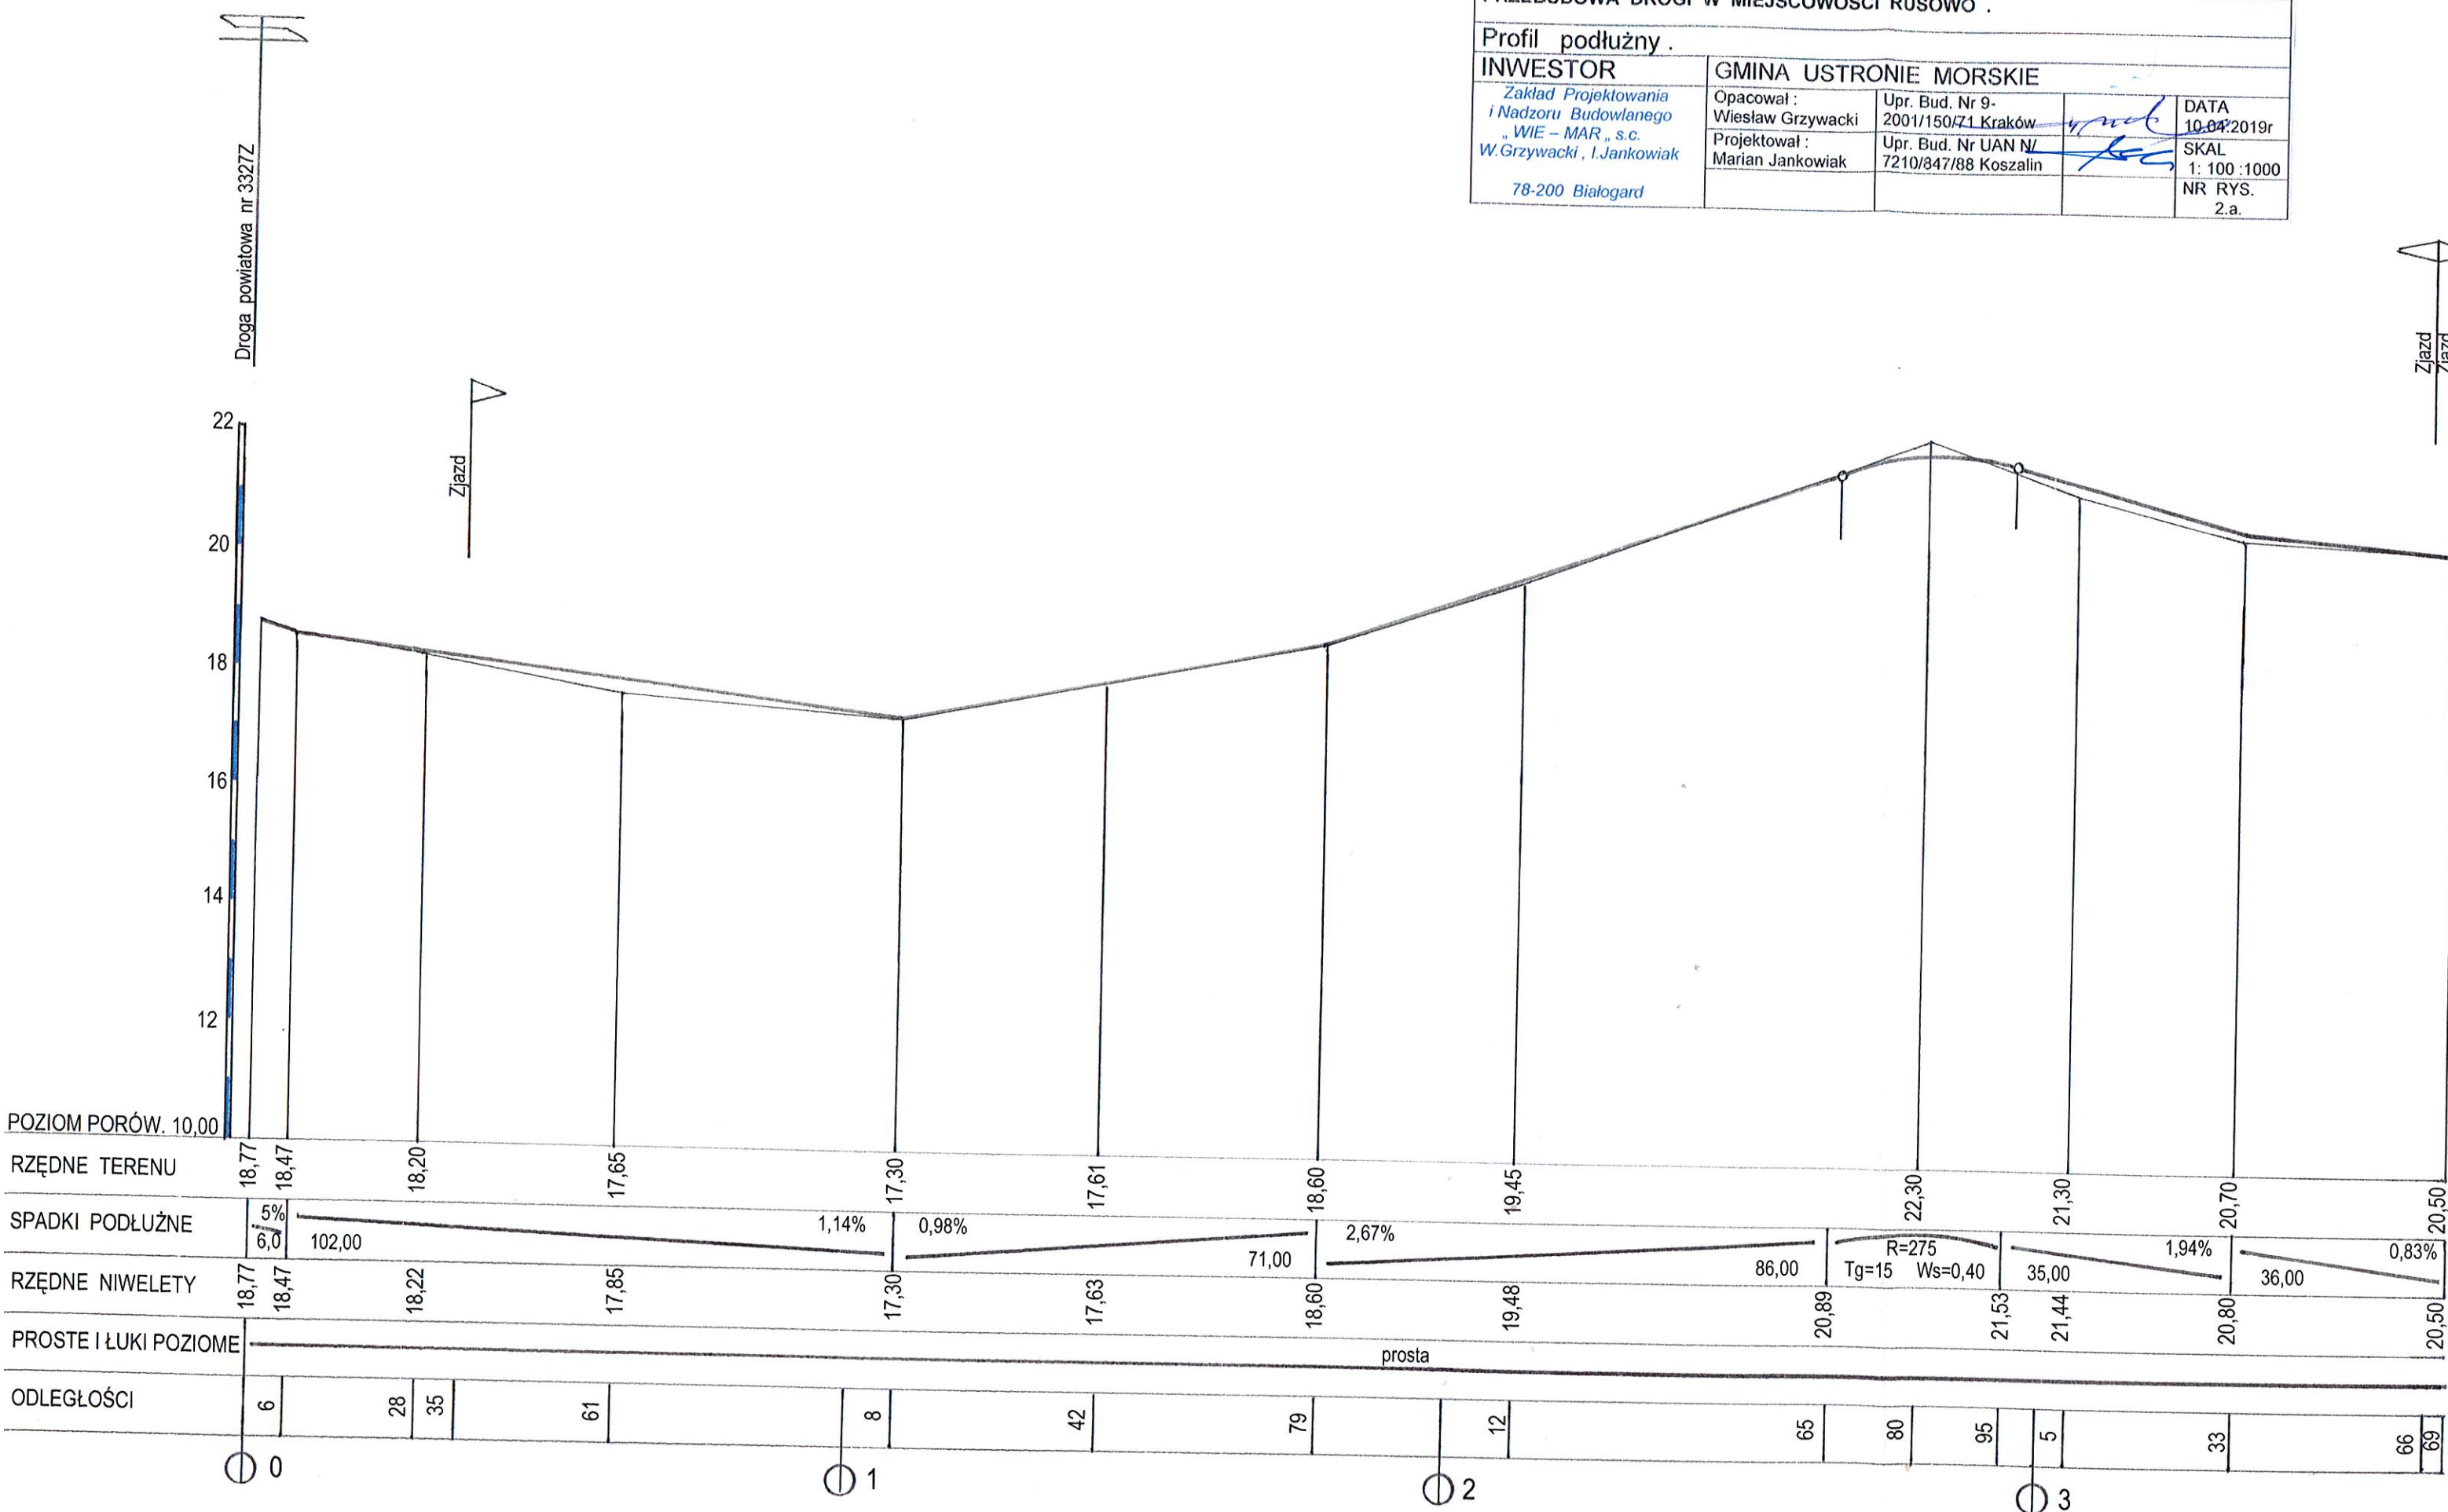 Profil podłużny .
INWESTOR GMINA USTRONIE MORSKIE
Zakład Projektowania
i Nadzoru Budowlanego
„ WIE – MAR „ s.c.
W.Grzywacki , I.Jankowiak
78-200 Białogard
Opacował :
Wiesław Grzywacki
Upr. Bud. Nr 9-
2001/150/71 Kraków
DATA
10.04.2019r
Projektował :
Marian Jankowiak
Upr. Bud. Nr UAN N/
7210/847/88 Koszalin
SKAL
1: 100 :1000
NR RYS.
2.a.
Droga powiatowa nr 3327Z
Zjazd
Zjazd
Zjazd
22
20
18
16
14
12
POZIOM PORÓW. 10,00
RZĘDNE TERENU 18,77 18,47 18,20 17,65 17,30 17,61 18,60 19,45 22,30 21,30 20,70 20,50
SPADKI PODŁUŻNE 5% 1,14% 0,98% 2,67% R=275 1,94% 0,83%
6,0 102,00 71,00 86,00 Tg=15 Ws=0,40 35,00 36,00
RZĘDNE NIWELETY 18,77 18,47 18,22 17,85 17,30 17,63 18,60 19,48 20,89 21,53 21,44 20,80 20,50
PROSTE I ŁUKI POZIOME prosta
ODLEGŁOŚCI 6 28 35 61 8 42 79 12 65 80 95 5 33 66 69
0 1 2 3